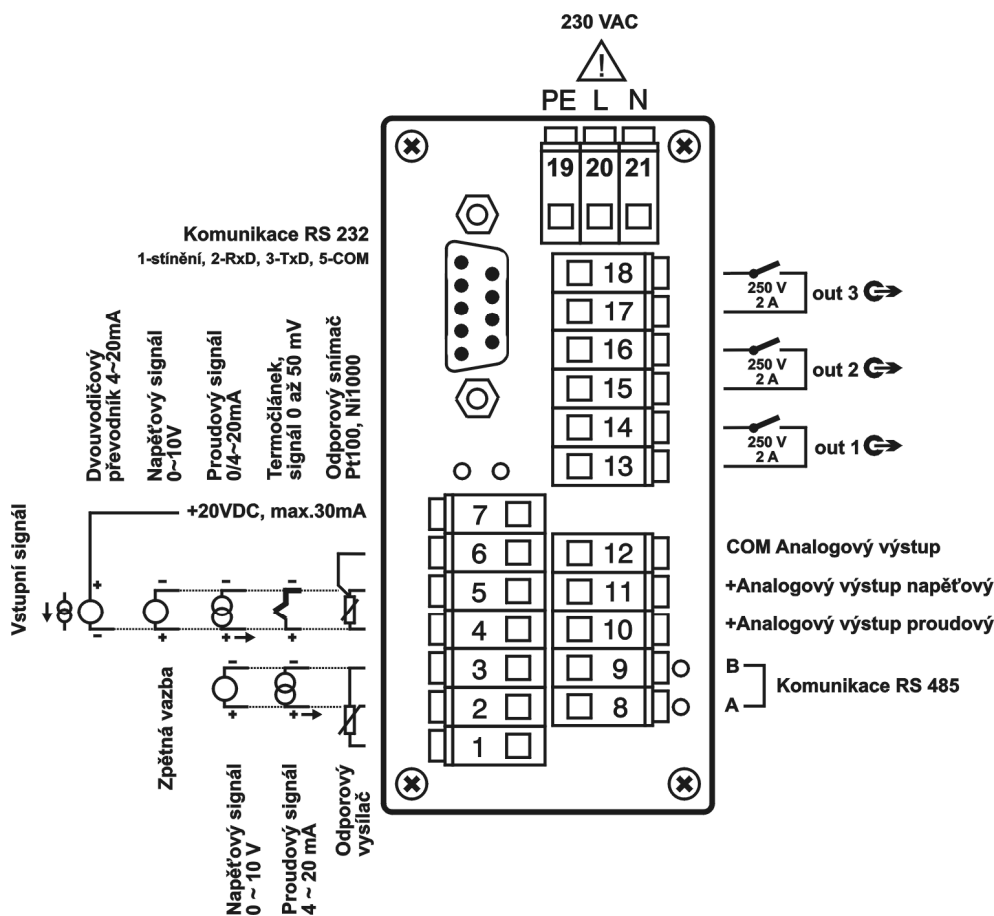 230 VAC
PE L N
19 20 21
Komunikace RS 232
1-stínění, 2-RxD, 3-TxD, 5-COM
18
17
16
15
14
13
250 V
2 A
out 3
250 V
2 A
out 2
250 V
2 A
out 1
Dvouvodičový
převodník 4~20mA
Napěťový signál
0~10V
Proudový signál
0/4~20mA
Termočlánek,
signál 0 až 50 mV
Odporový snímač
Pt100, Ni1000
+20VDC, max.30mA
Vstupní signál
+
-
-
+
-
+
-
+
7
6
5
4
3
2
1
12
11
10
9
8
COM Analogový výstup
+Analogový výstup napěťový
+Analogový výstup proudový
B
A
Komunikace RS 485
Zpětná vazba
-
+
-
+
Napěťový signál
0 ~ 10 V
Proudový signál
4 ~ 20 mA
Odporový
vysílač